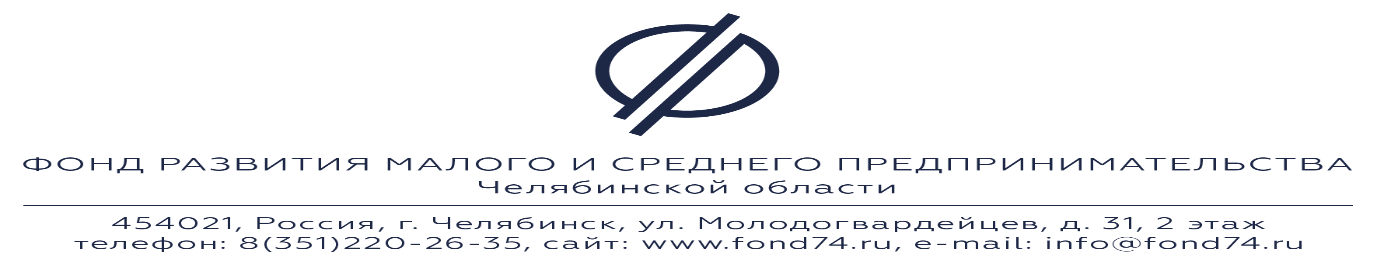 ФОНД РАЗВИТИЯ МАЛОГО И СРЕДНЕГО ПРЕДПРИНИМАТЕЛЬСТВА
Челябинской области
454021, Россия, г. Челябинск, ул. Молодогвардейцев, д. 31, 2 этаж
телефон: 8(351)220-26-35, сайт: www.fond74.ru, e-mail: info@fond74.ru